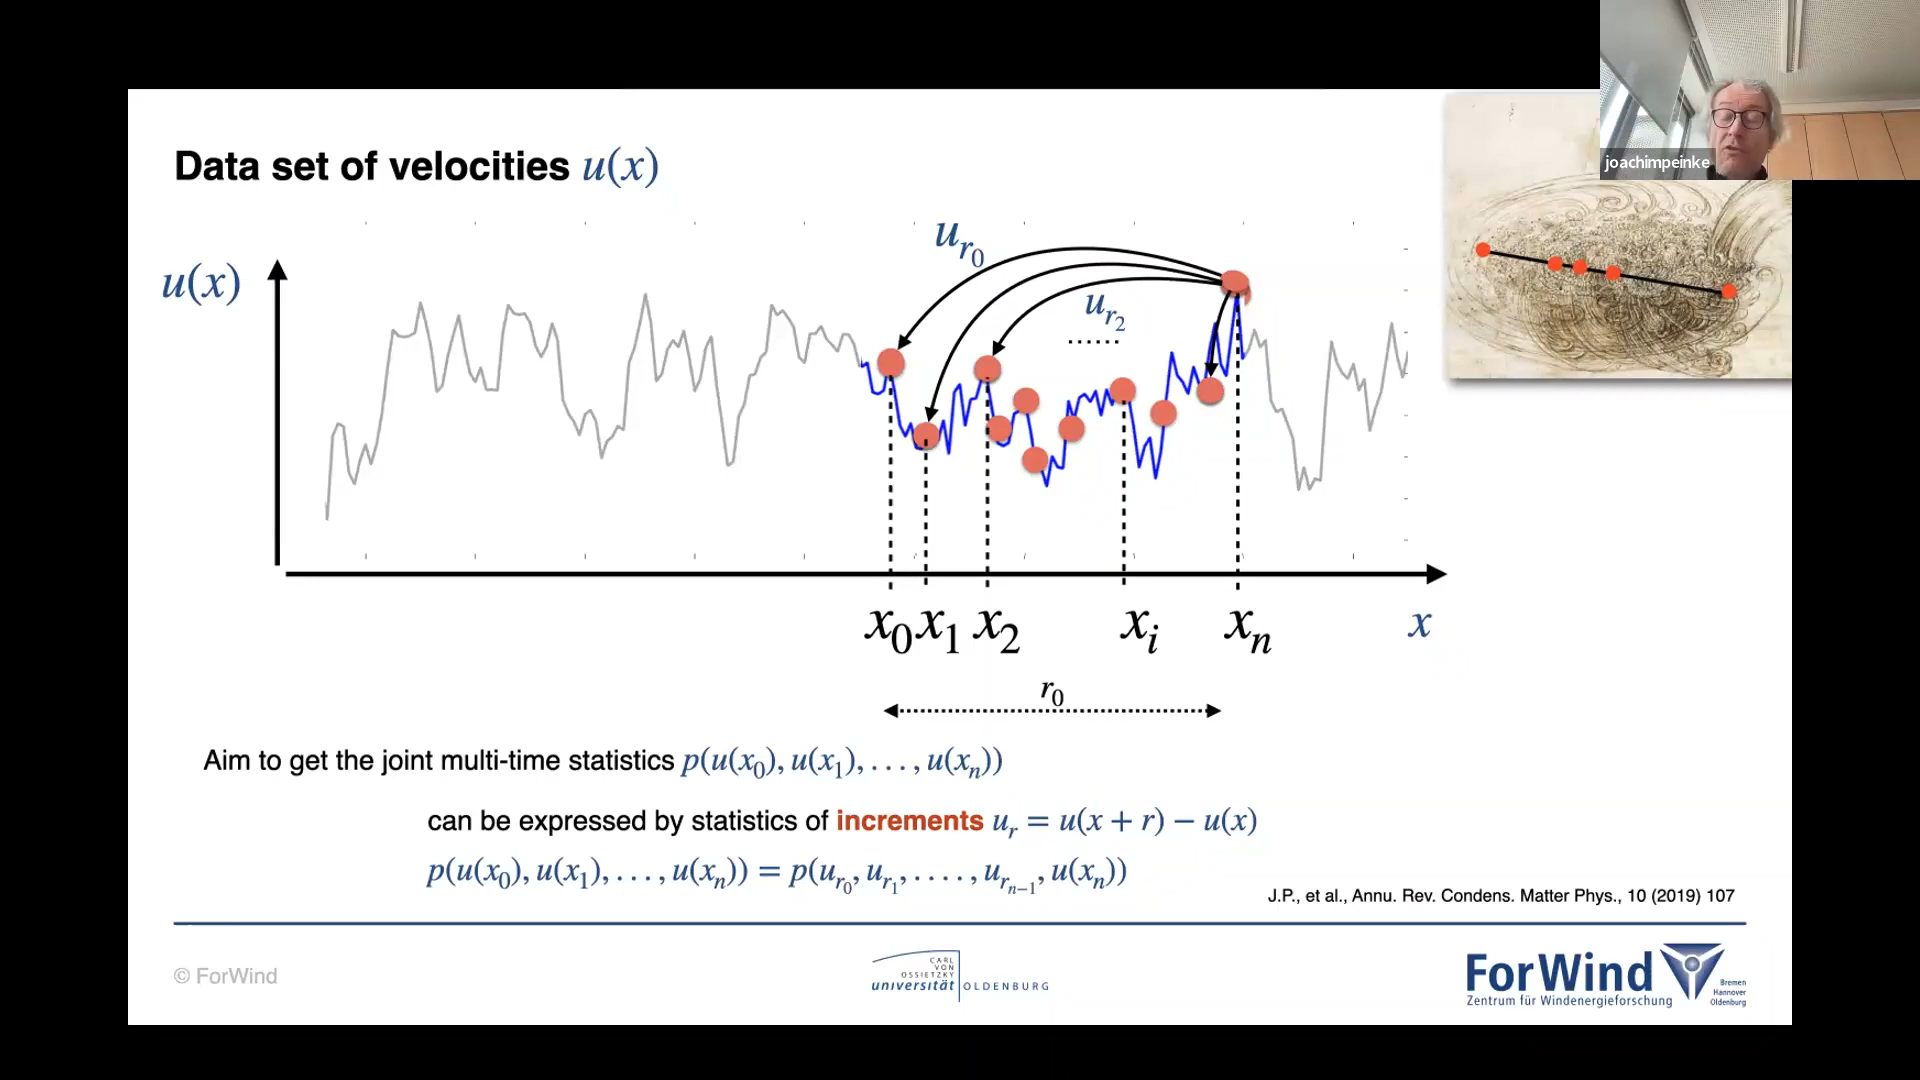 joachimpeinke
Data set of velocities u(x)
u(x)
u_{r_0}
u_{r_2}
......
x_0 x_1 x_2 x_i x_n x
r_0
Aim to get the joint multi-time statistics p(u(x_0), u(x_1), . . . , u(x_n))
can be expressed by statistics of increments u_r = u(x + r) − u(x)
p(u(x_0), u(x_1), . . . , u(x_n)) = p(u_{r_0}, u_{r_1}, . . . . , u_{r_{n−1}}, u(x_n))
J.P., et al., Annu. Rev. Condens. Matter Phys., 10 (2019) 107
© ForWind
CARL
VON
OSSIETZKY
universität OLDENBURG
ForWind
Zentrum für Windenergieforschung
Bremen
Hannover
Oldenburg